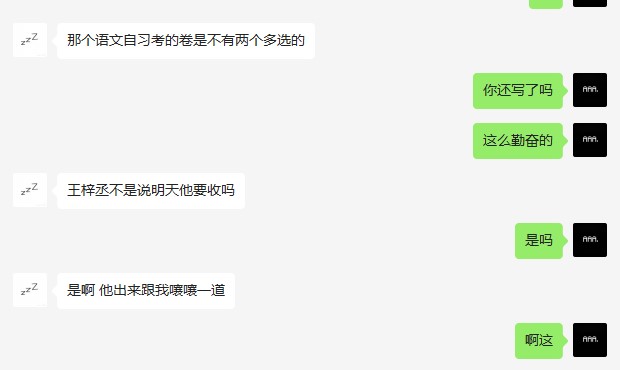 zzZ
那个语文自习考的卷是不有两个多选的
你还写了吗
AAA.
这么勤奋的
AAA.
zzZ
王梓丞不是说明天他要收吗
是吗
AAA.
zzZ
是啊 他出来跟我嚷嚷一道
啊这
AAA.